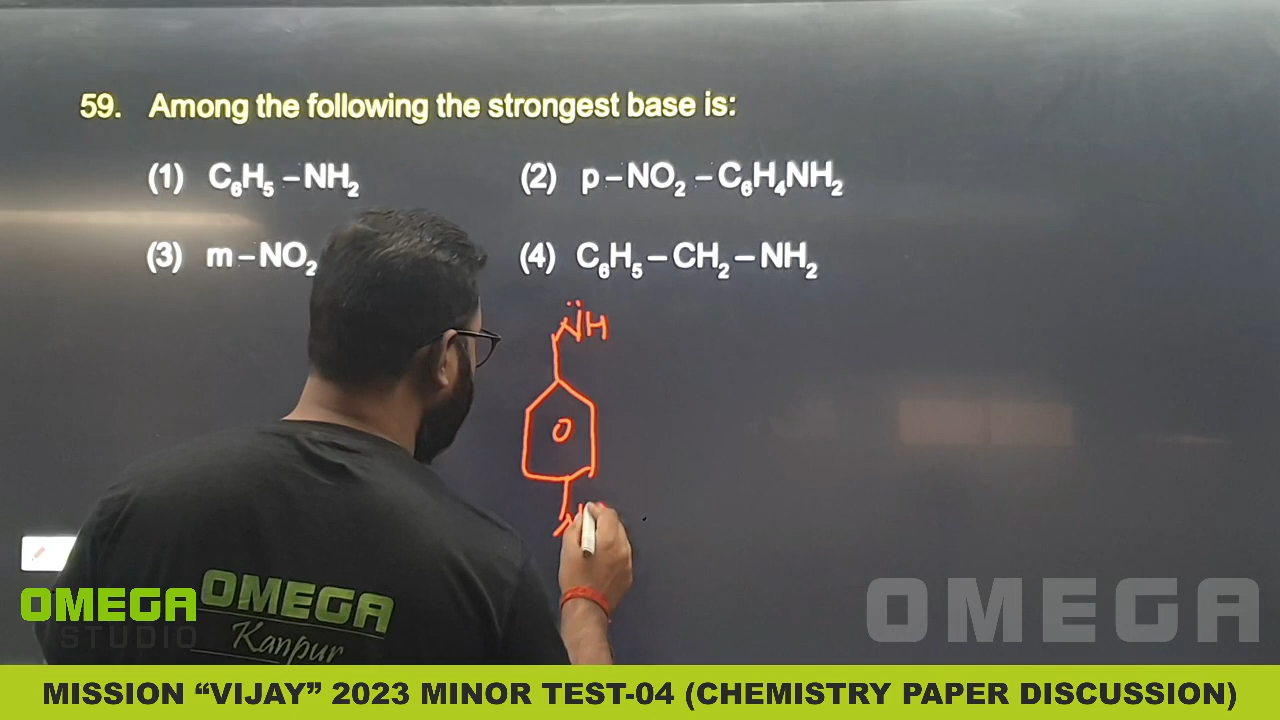 59. Among the following the strongest base is:
(1) C₆H₅ – NH₂ (2) p – NO₂ – C₆H₄NH₂
(3) m – NO₂ (4) C₆H₅ – CH₂ – NH₂
N̈H
OMEGA
Kanpur
OMEGA
STUDIO
OMEGA
MISSION “VIJAY” 2023 MINOR TEST-04 (CHEMISTRY PAPER DISCUSSION)